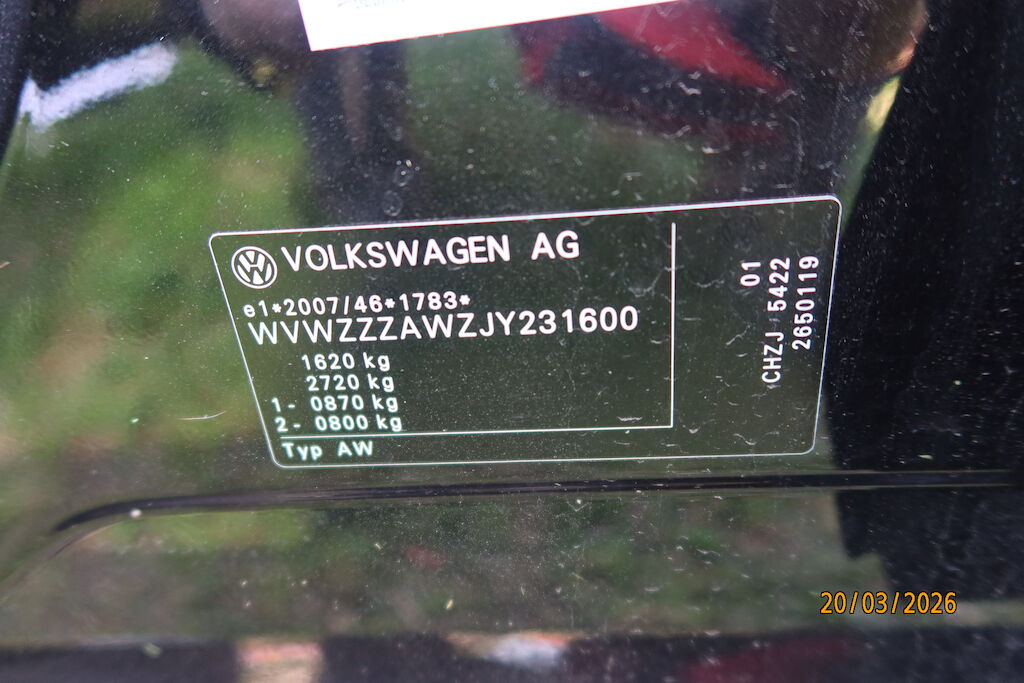 VOLKSWAGEN AG
e1*2007/46*1783*
WVWZZZAWZJY231600
1620 kg
2720 kg
1- 0870 kg
2- 0800 kg
Typ AW
01
CHZJ 5422
2650119
20/03/2026